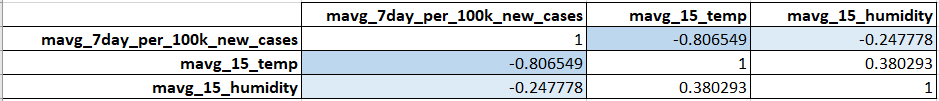 mavg_7day_per_100k_new_cases mavg_15_temp mavg_15_humidity
mavg_7day_per_100k_new_cases 1 -0.806549 -0.247778
mavg_15_temp -0.806549 1 0.380293
mavg_15_humidity -0.247778 0.380293 1